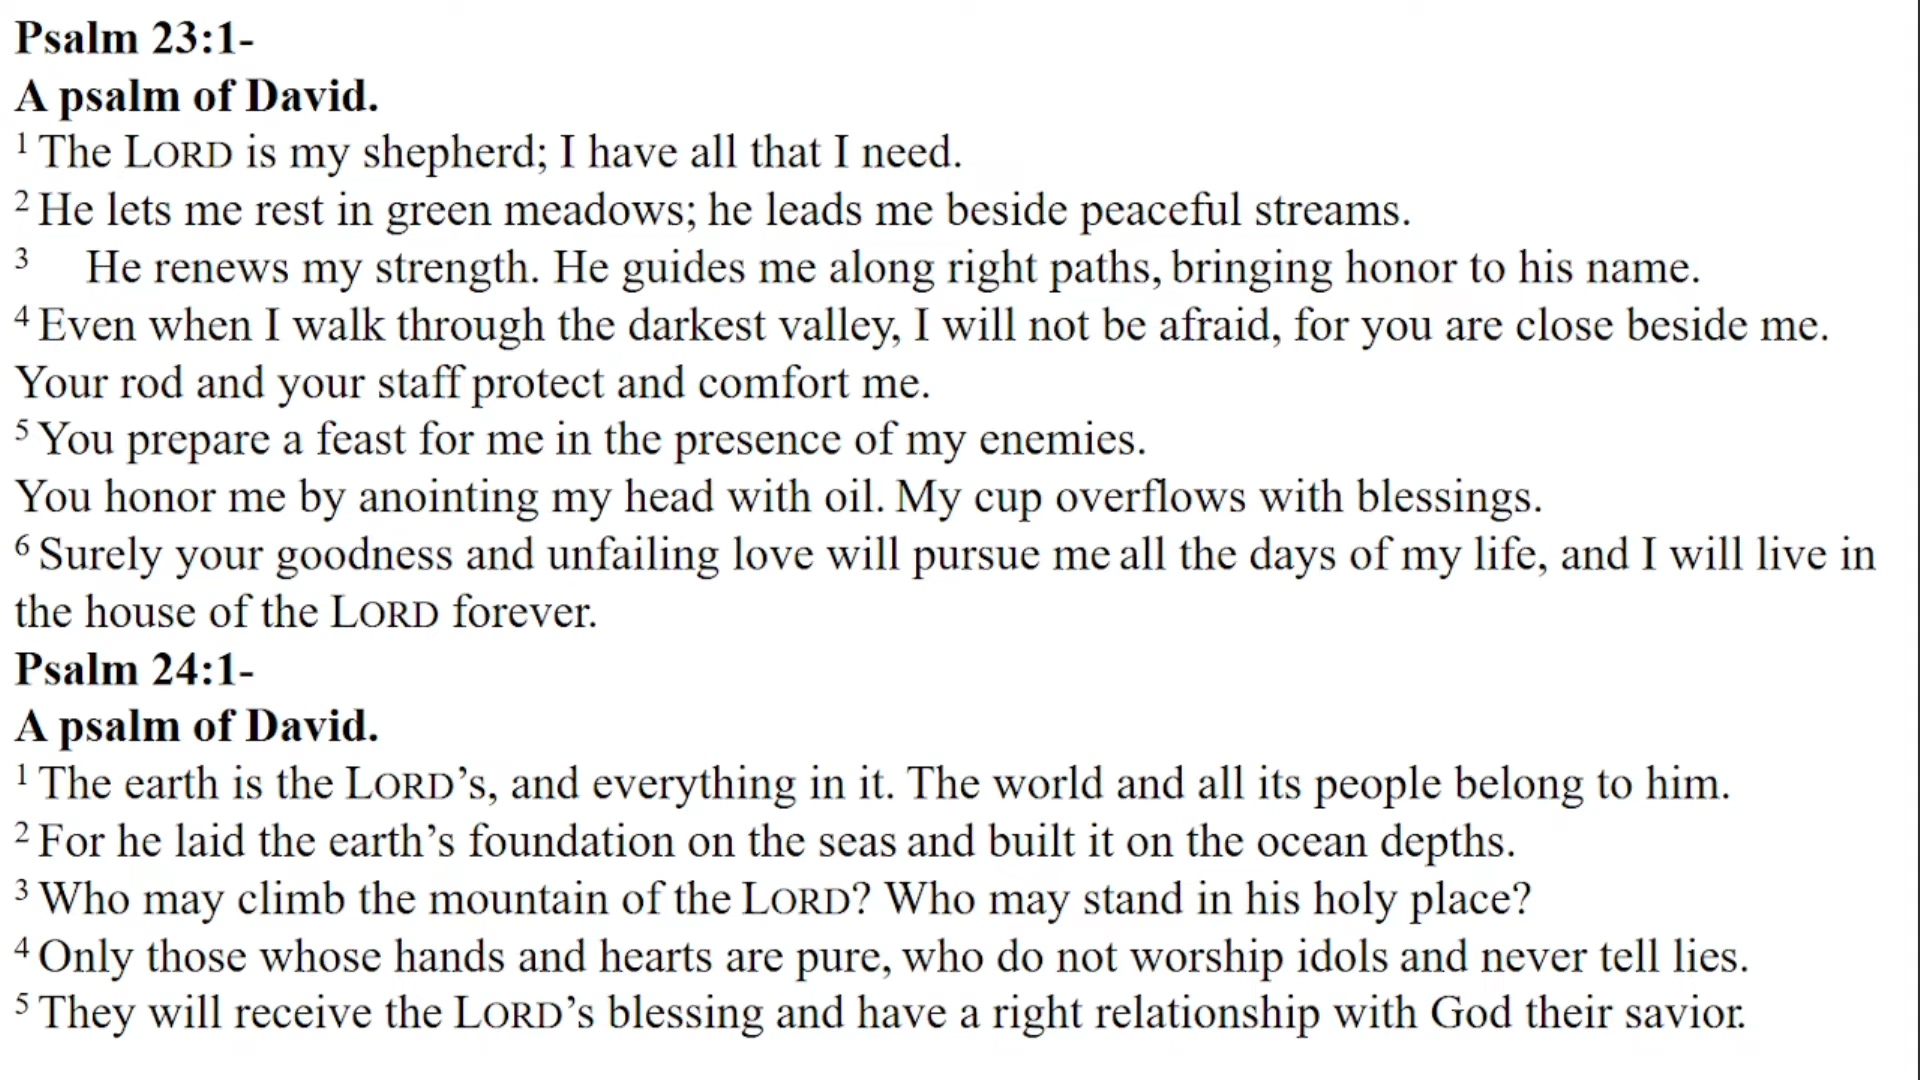 Psalm 23:1-
A psalm of David.
1 The LORD is my shepherd; I have all that I need.
2 He lets me rest in green meadows; he leads me beside peaceful streams.
3 He renews my strength. He guides me along right paths, bringing honor to his name.
4 Even when I walk through the darkest valley, I will not be afraid, for you are close beside me.
Your rod and your staff protect and comfort me.
5 You prepare a feast for me in the presence of my enemies.
You honor me by anointing my head with oil. My cup overflows with blessings.
6 Surely your goodness and unfailing love will pursue me all the days of my life, and I will live in
the house of the LORD forever.
Psalm 24:1-
A psalm of David.
1 The earth is the LORD’s, and everything in it. The world and all its people belong to him.
2 For he laid the earth’s foundation on the seas and built it on the ocean depths.
3 Who may climb the mountain of the LORD? Who may stand in his holy place?
4 Only those whose hands and hearts are pure, who do not worship idols and never tell lies.
5 They will receive the LORD’s blessing and have a right relationship with God their savior.